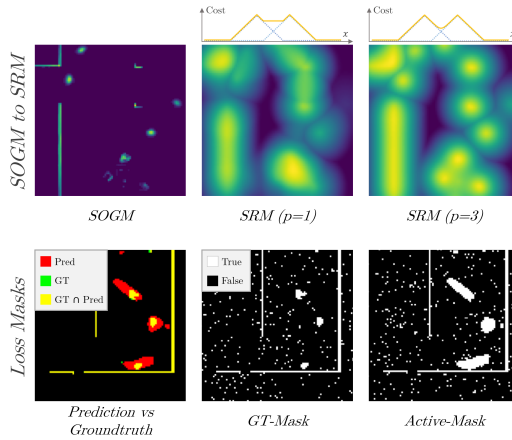 Cost
x
Cost
x
SOGM to SRM
SOGM
SRM (p=1)
SRM (p=3)
Loss Masks
Pred
GT
GT ∩ Pred
True
False
Prediction vs
Groundtruth
GT-Mask
Active-Mask